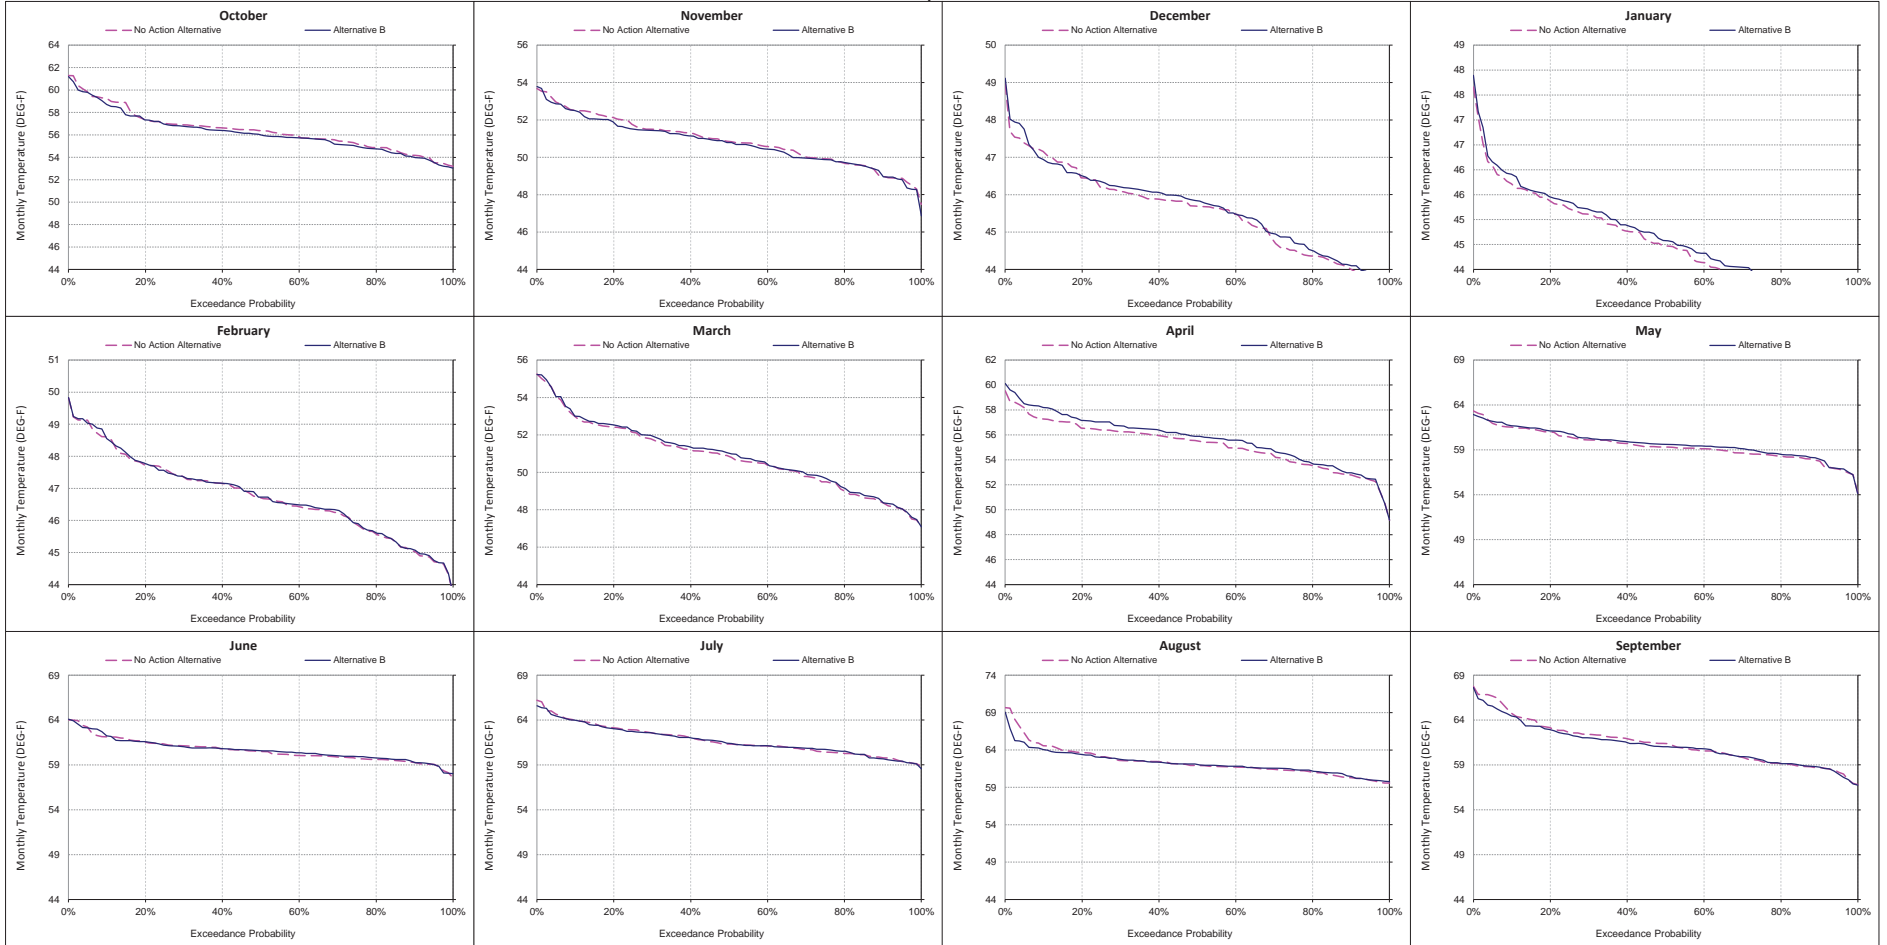 October
No Action Alternative Alternative B
Monthly Temperature (DEG-F)
64
62
60
58
56
54
52
50
48
46
44
0% 20% 40% 60% 80% 100%
Exceedance Probability
November
No Action Alternative Alternative B
Monthly Temperature (DEG-F)
56
54
52
50
48
46
44
0% 20% 40% 60% 80% 100%
Exceedance Probability
December
No Action Alternative Alternative B
Monthly Temperature (DEG-F)
50
48
47
46
45
44
0% 20% 40% 60% 80% 100%
Exceedance Probability
January
No Action Alternative Alternative B
Monthly Temperature (DEG-F)
49
48
48
47
46
46
45
45
44
0% 20% 40% 60% 80% 100%
Exceedance Probability
February
No Action Alternative Alternative B
Monthly Temperature (DEG-F)
51
50
49
48
47
46
45
44
0% 20% 40% 60% 80% 100%
Exceedance Probability
March
No Action Alternative Alternative B
Monthly Temperature (DEG-F)
56
54
52
50
48
46
44
0% 20% 40% 60% 80% 100%
Exceedance Probability
April
No Action Alternative Alternative B
Monthly Temperature (DEG-F)
62
60
58
56
54
52
50
48
46
44
0% 20% 40% 60% 80% 100%
Exceedance Probability
May
No Action Alternative Alternative B
Monthly Temperature (DEG-F)
69
64
59
54
49
44
0% 20% 40% 60% 80% 100%
Exceedance Probability
June
No Action Alternative Alternative B
Monthly Temperature (DEG-F)
69
64
59
54
49
44
0% 20% 40% 60% 80% 100%
Exceedance Probability
July
No Action Alternative Alternative B
Monthly Temperature (DEG-F)
69
64
59
54
49
44
0% 20% 40% 60% 80% 100%
Exceedance Probability
August
No Action Alternative Alternative B
Monthly Temperature (DEG-F)
74
69
64
59
54
49
44
0% 20% 40% 60% 80% 100%
Exceedance Probability
September
No Action Alternative Alternative B
Monthly Temperature (DEG-F)
69
64
59
54
49
44
0% 20% 40% 60% 80% 100%
Exceedance Probability